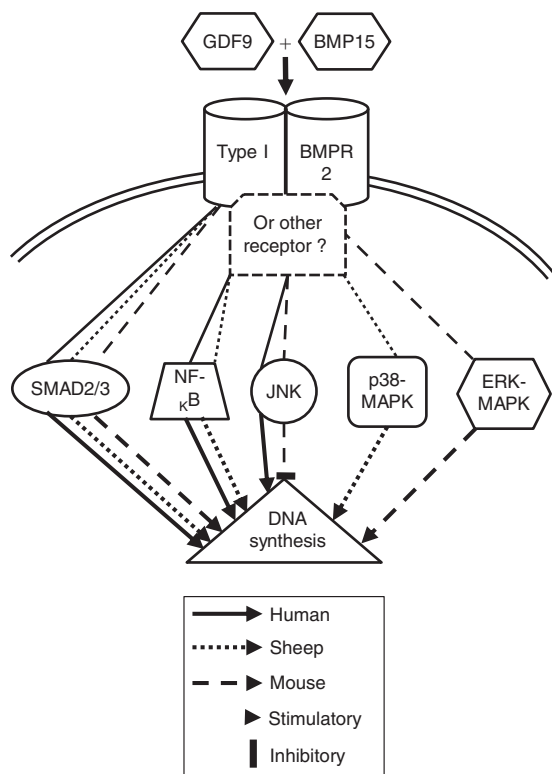 GDF9 + BMP15
Type I
BMPR
2
Or other
receptor ?
SMAD2/3
NF-
κB
JNK
p38-
MAPK
ERK-
MAPK
DNA
synthesis
Human
Sheep
Mouse
Stimulatory
Inhibitory